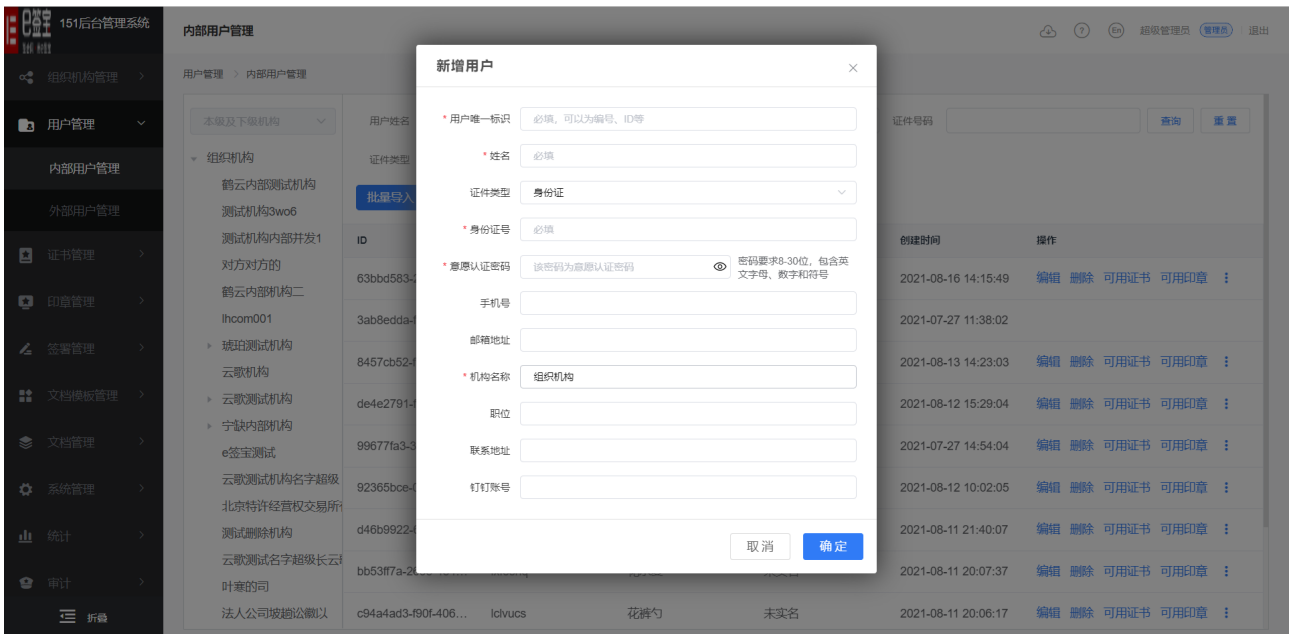 e签宝
151后台管理系统
内部用户管理
En
超级管理员
管理员
退出
组织机构管理
用户管理
内部用户管理
外部用户管理
证书管理
印章管理
签署管理
文档模板管理
文档管理
系统管理
统计
审计
折叠
用户管理 > 内部用户管理
本级及下级机构
组织机构
鹤云内部测试机构
测试机构3wo6
测试机构内部并发1
对方对方的
鹤云内部机构二
lhcom001
琥珀测试机构
云歌机构
云歌测试机构
宁缺内部机构
e签宝测试
云歌测试机构名字超级
北京特许经营权交易所
测试删除机构
云歌测试名字超级长云
叶寒的司
法人公司坡趟讼徽以
用户姓名
证件号码
查询
重置
证件类型
批量导入
ID
创建时间
操作
63bbd583-
2021-08-16 14:15:49 编辑 删除 可用证书 可用印章
3ab8edda-
2021-07-27 11:38:02
8457cb52-f
2021-08-13 14:23:03 编辑 删除 可用证书 可用印章
de4e2791-
2021-08-12 15:29:04 编辑 删除 可用证书 可用印章
99677fa3-3
2021-07-27 14:54:04 编辑 删除 可用证书 可用印章
92365bce-
2021-08-12 10:02:05 编辑 删除 可用证书 可用印章
d46b9922-
2021-08-11 21:40:07 编辑 删除 可用证书 可用印章
bb53ff7a-
2021-08-11 20:07:37 编辑 删除 可用证书 可用印章
c94a4ad3-f90f-406... lclvucs 花裤勺 未实名 2021-08-11 20:06:17 编辑 删除 可用证书 可用印章
新增用户
* 用户唯一标识 必填，可以为编号、ID等
* 姓名 必填
证件类型 身份证
* 身份证号 必填
* 意愿认证密码 该密码为意愿认证密码
密码要求8-30位，包含英
文字母、数字和符号
手机号
邮箱地址
* 机构名称 组织机构
职位
联系地址
钉钉账号
取消
确定